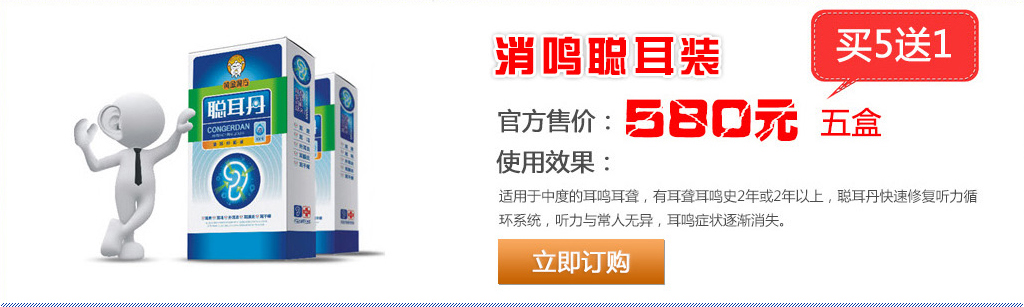 消鸣聪耳装
买5送1
官方售价：580元 五盒
使用效果：
适用于中度的耳鸣耳聋，有耳聋耳鸣史2年或2年以上，聪耳丹快速修复听力循
环系统，听力与常人无异，耳鸣症状逐渐消失。
立即订购
聪耳丹
CONGERDAN